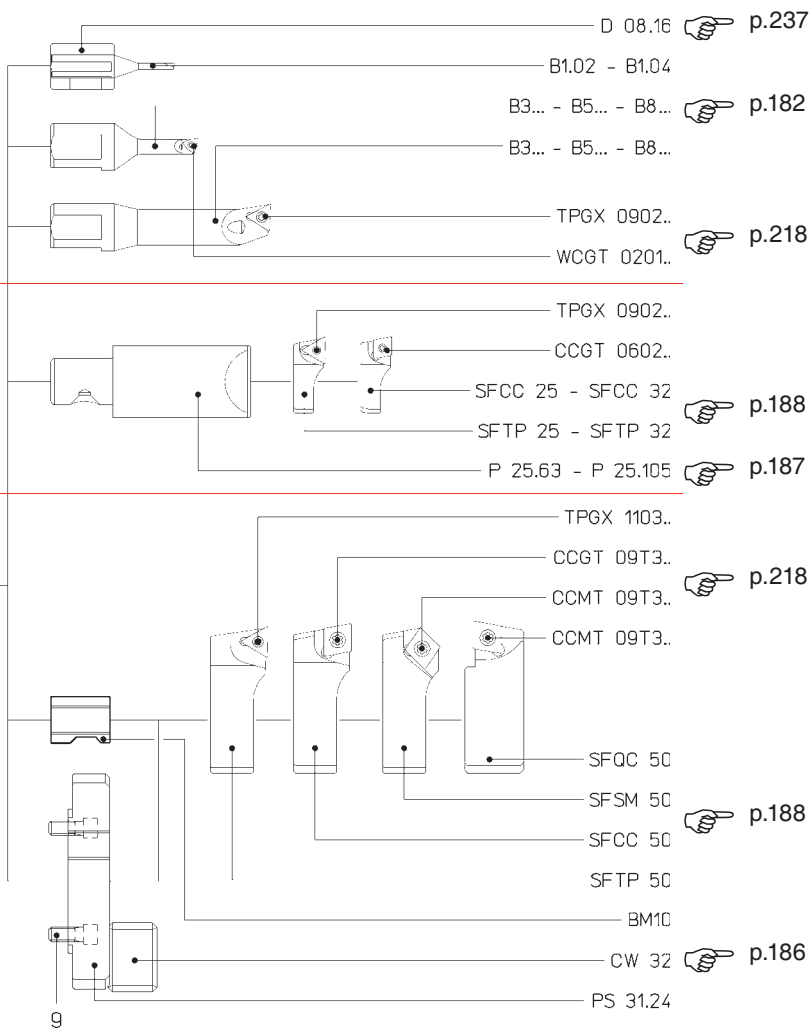 D 08.16 p.237
B1.02 - B1.04
B3... - B5... - B8... p.182
B3... - B5... - B8...
TPGX 0902..
p.218
WCGT 0201..
TPGX 0902..
CCGT 0602..
SFCC 25 - SFCC 32
p.188
SFTP 25 - SFTP 32
P 25.63 - P 25.105 p.187
TPGX 1103..
CCGT 09T3..
p.218
CCMT 09T3..
CCMT 09T3..
SFQC 50
SFSM 50
p.188
SFCC 50
SFTP 50
BM10
CW 32 p.186
PS 31.24
9